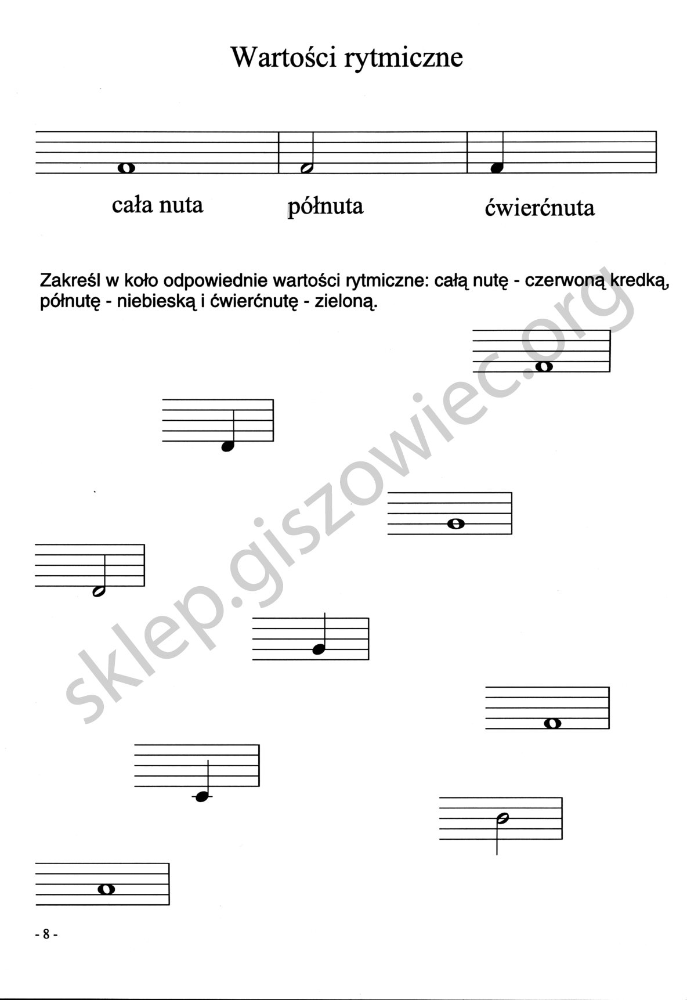 Wartości rytmiczne
cała nuta półnuta ćwierćnuta
Zakreśl w koło odpowiednie wartości rytmiczne: całą nutę - czerwoną kredką,
półnutę - niebieską i ćwierćnutę - zieloną.
sklep.giszowiec.org
- 8 -